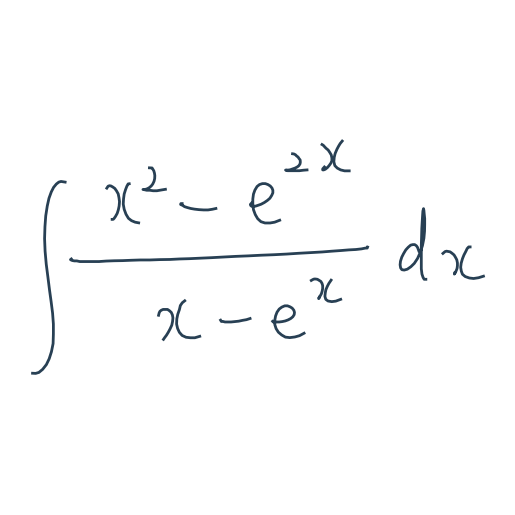 ∫ (x² − e^{2x}) / (x − e^x) dx